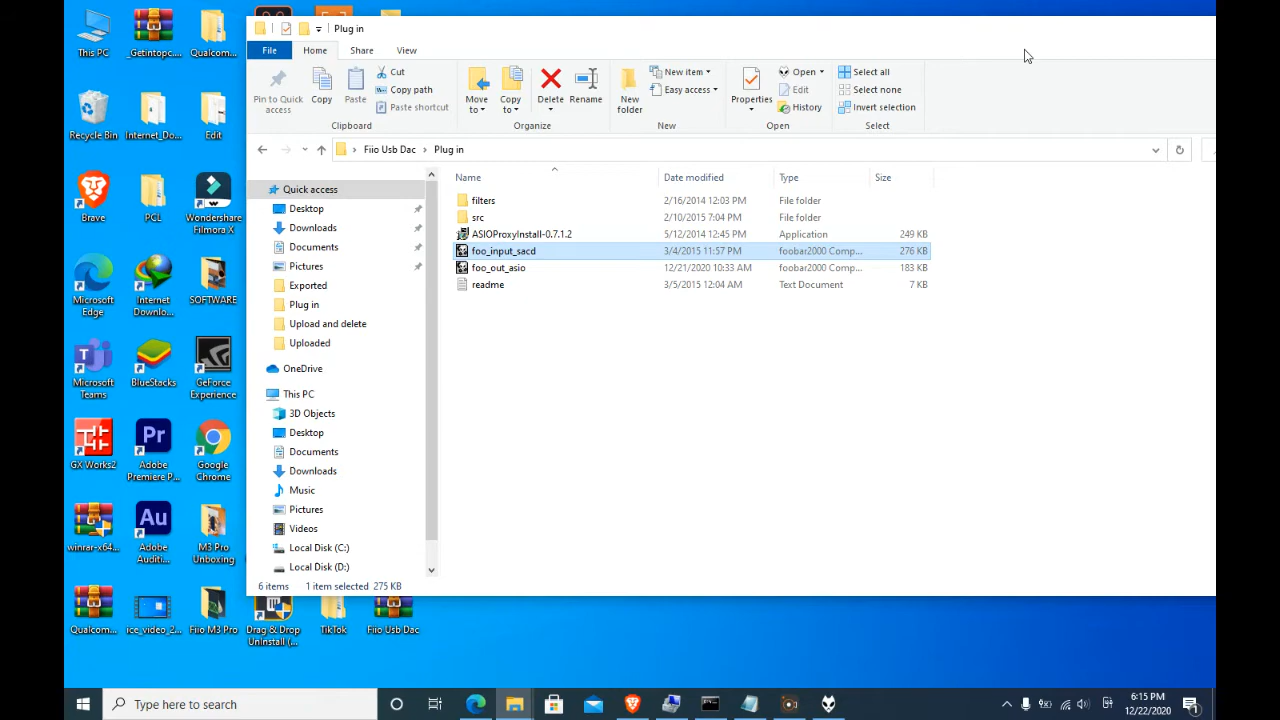 Plug in
File
Home
Share
View
Pin to Quick
access
Copy
Paste
Cut
Copy path
Paste shortcut
Clipboard
Move
to
Copy
to
Delete
Rename
Organize
New
folder
New item
Easy access
New
Properties
Open
Edit
History
Open
Select all
Select none
Invert selection
Select
Fiio Usb Dac
Plug in
Name
Date modified
Type
Size
filters 2/16/2014 12:03 PM File folder
src 2/10/2015 7:04 PM File folder
ASIOProxyInstall-0.7.1.2 5/12/2014 12:45 PM Application 249 KB
foo_input_sacd 3/4/2015 11:57 PM foobar2000 Comp... 276 KB
foo_out_asio 12/21/2020 10:33 AM foobar2000 Comp... 183 KB
readme 3/5/2015 12:04 AM Text Document 7 KB
Quick access
Desktop
Downloads
Documents
Pictures
Exported
Plug in
Upload and delete
Uploaded
OneDrive
This PC
3D Objects
Desktop
Documents
Downloads
Music
Pictures
Videos
Local Disk (C:)
Local Disk (D:)
6 items 1 item selected 275 KB
This PC
_Getintopc....
Qualcom...
Recycle Bin
Internet_Do...
Edit
Brave
PCL
Wondershare
Filmora X
Microsoft
Edge
Internet
Downlo...
SOFTWARE
Microsoft
Teams
BlueStacks
GeForce
Experience
GX Works2
Adobe
Premiere P...
Google
Chrome
winrar-x64...
Adobe
Auditi...
M3 Pro
Unboxing
Qualcom...
ice_video_2...
Fiio M3 Pro
Drag & Drop
Uninstall (...
TikTok
Fiio Usb Dac
Type here to search
6:15 PM
12/22/2020
1